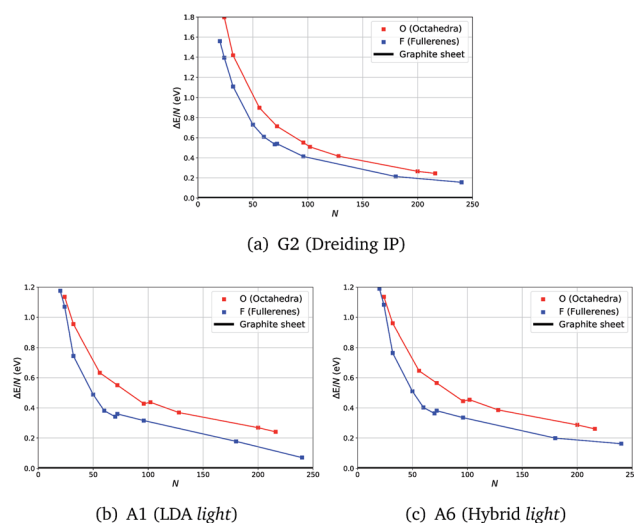 1.8
1.6
1.4
1.2
1.0
0.8
0.6
0.4
0.2
0.0
ΔE/N (eV)
O (Octahedra)
F (Fullerenes)
Graphite sheet
0 50 100 150 200 250
N
(a) G2 (Dreiding IP)
1.2
1.0
0.8
0.6
0.4
0.2
0.0
ΔE/N (eV)
O (Octahedra)
F (Fullerenes)
Graphite sheet
0 50 100 150 200 250
N
(b) A1 (LDA light)
1.2
1.0
0.8
0.6
0.4
0.2
0.0
ΔE/N (eV)
O (Octahedra)
F (Fullerenes)
Graphite sheet
0 50 100 150 200 250
N
(c) A6 (Hybrid light)